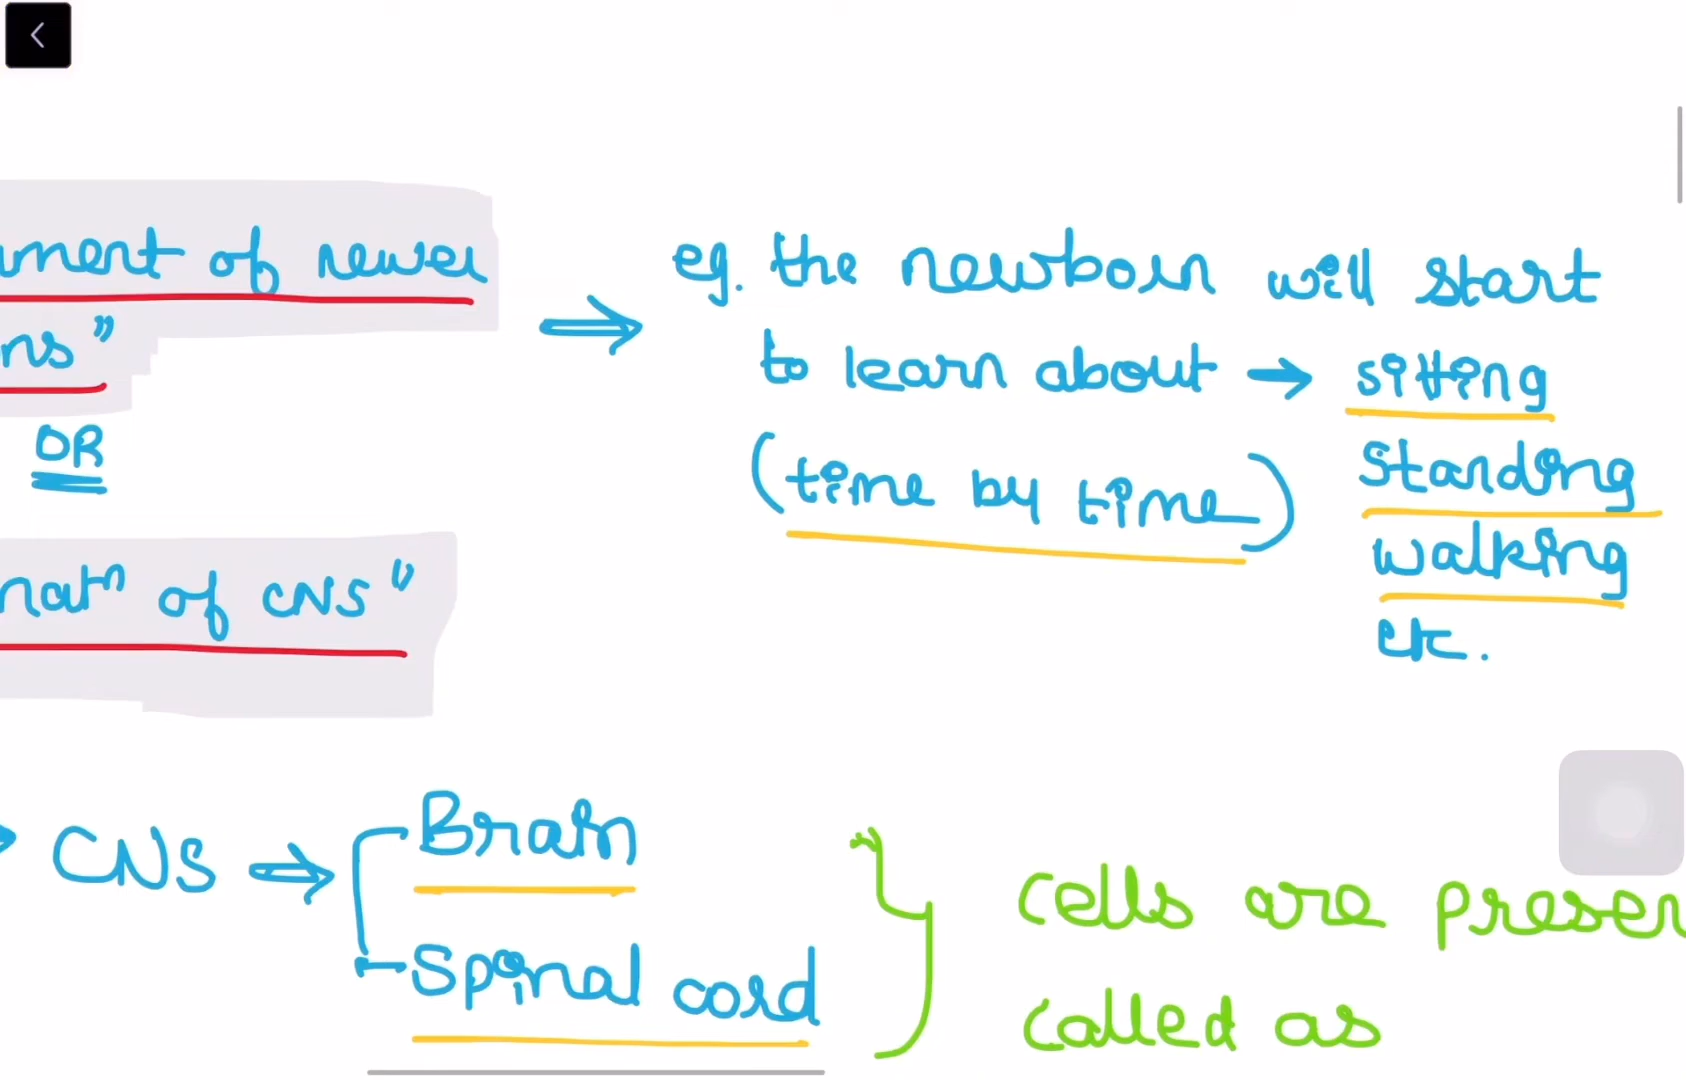 ment of newer
eg. the newborn will start
ns"
to learn about → sitting
OR
(time by time)
standing
walking
natⁿ of CNS"
etc.
CNS ⇒ Brain
Spinal cord
cells are presen
called as